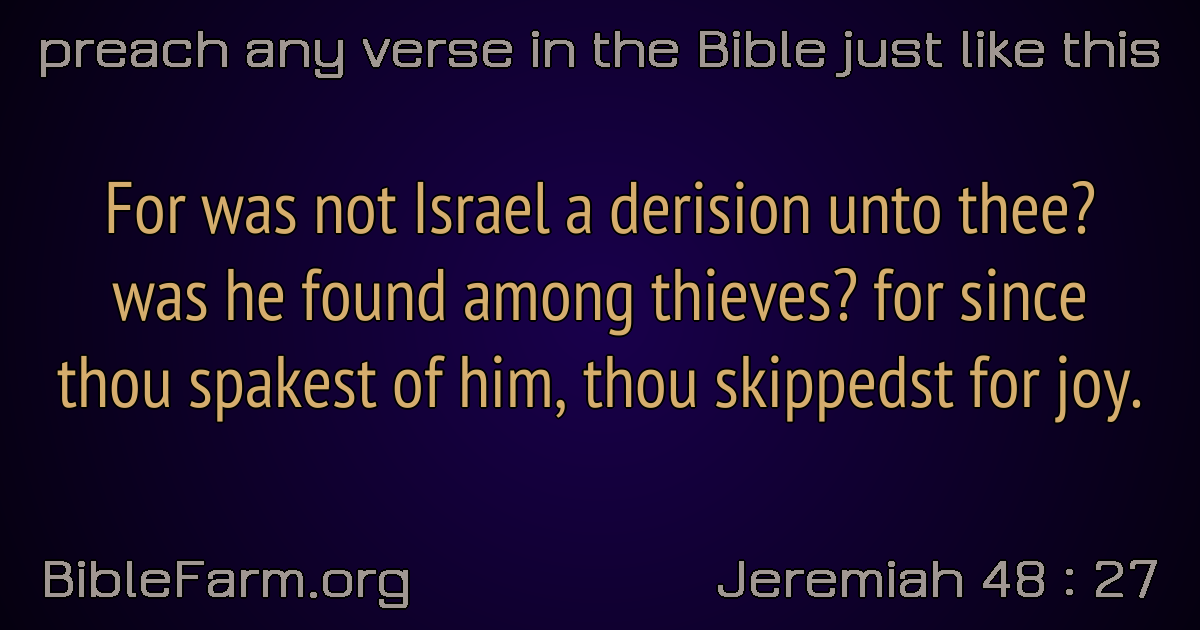 preach any verse in the Bible just like this
For was not Israel a derision unto thee?
was he found among thieves? for since
thou spakest of him, thou skippedst for joy.
BibleFarm.org
Jeremiah 48 : 27